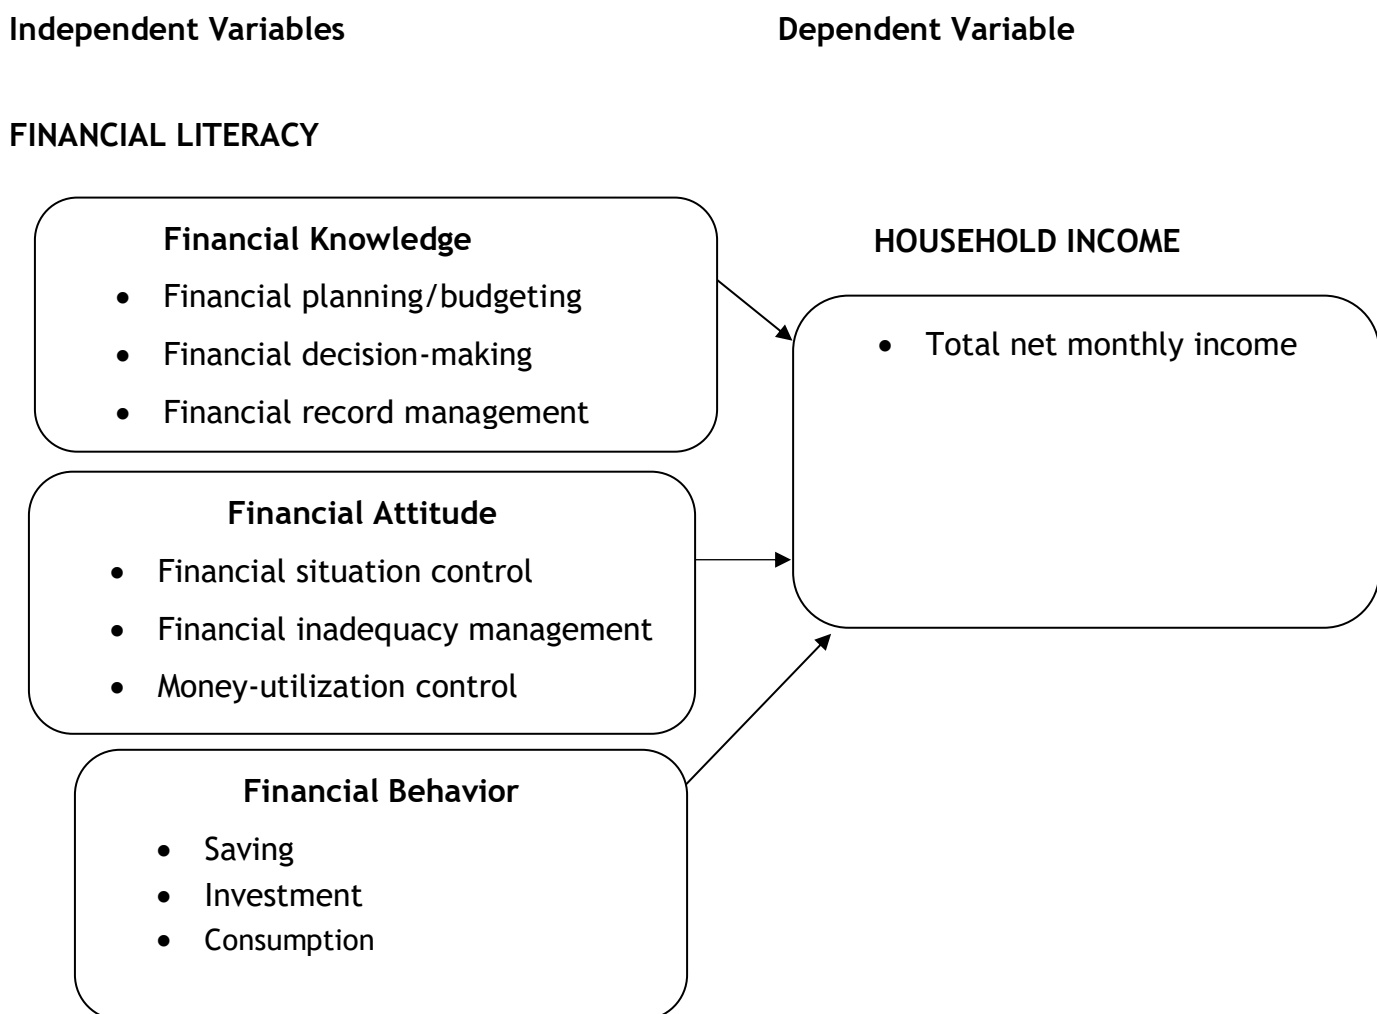 Independent Variables
Dependent Variable
FINANCIAL LITERACY
Financial Knowledge
• Financial planning/budgeting
• Financial decision-making
• Financial record management
HOUSEHOLD INCOME
• Total net monthly income
Financial Attitude
• Financial situation control
• Financial inadequacy management
• Money-utilization control
Financial Behavior
• Saving
• Investment
• Consumption